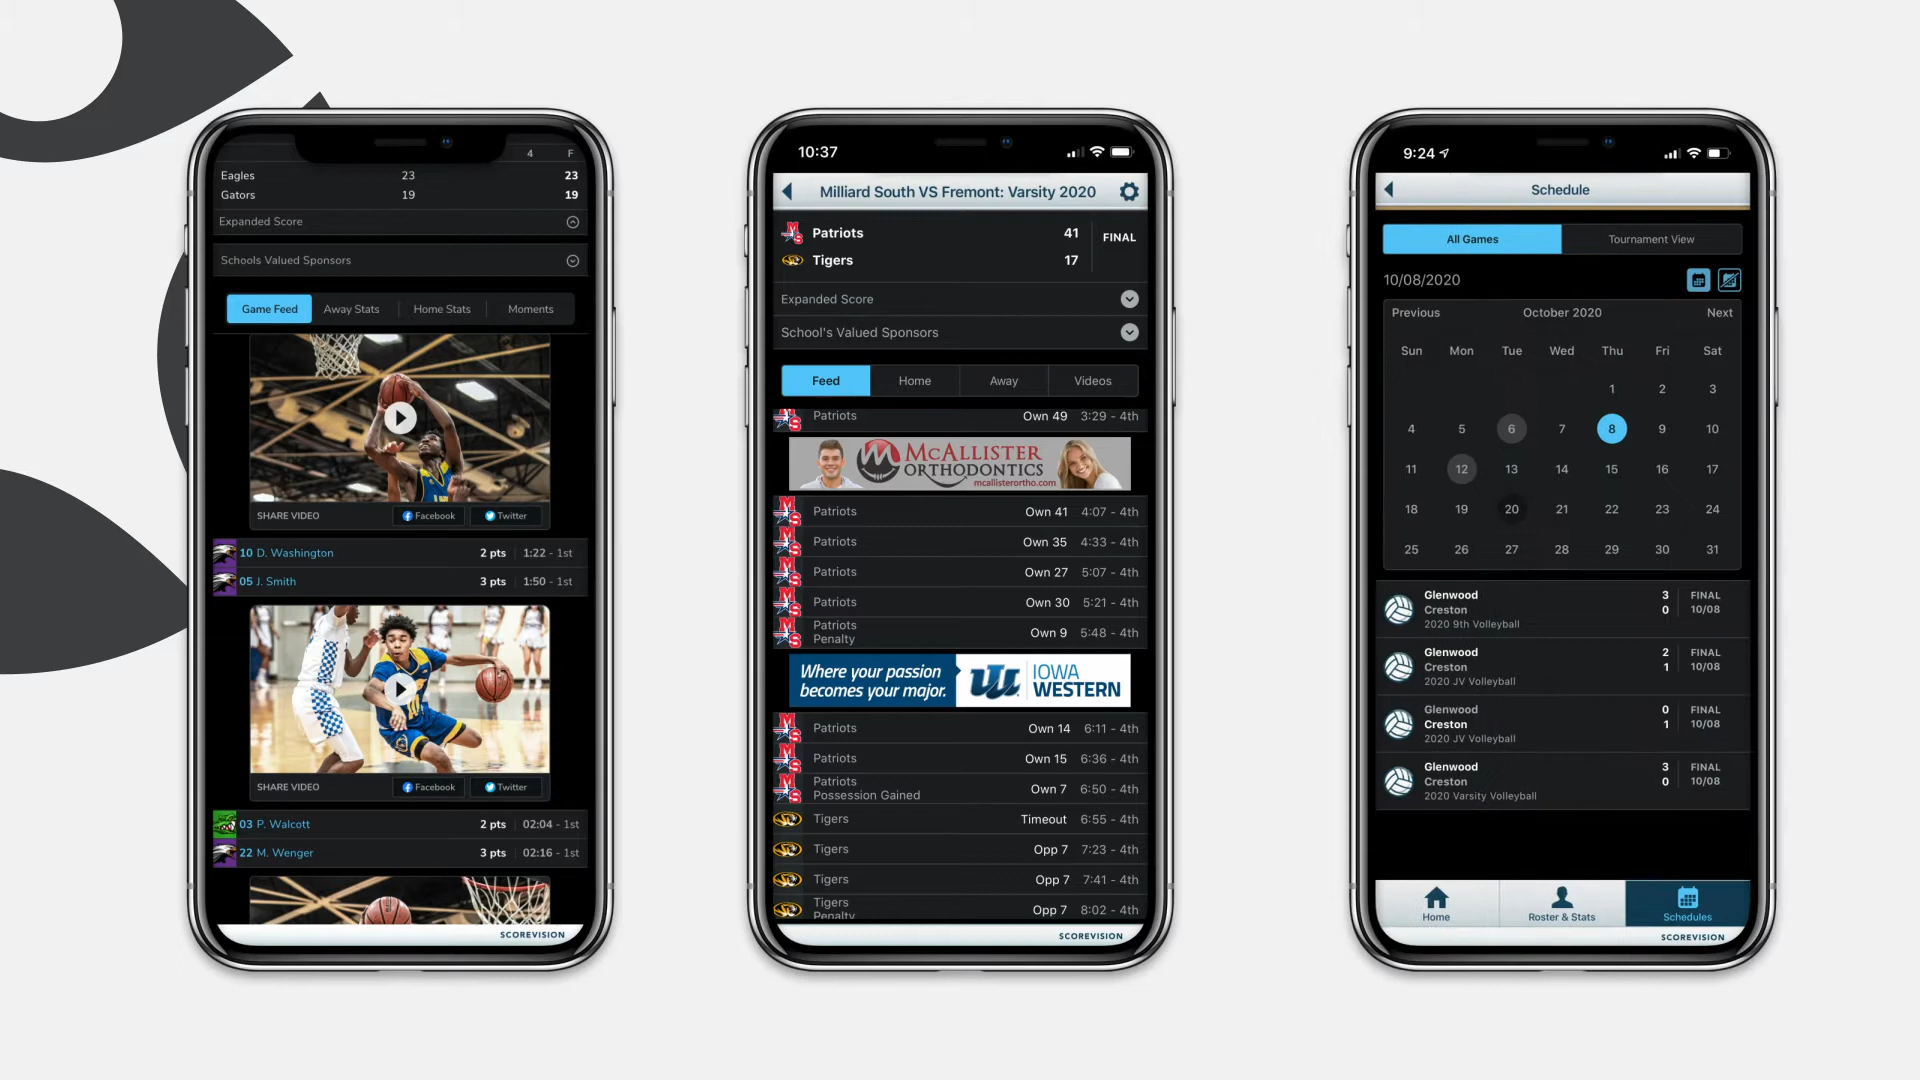 4 F
Eagles 23 23
Gators 19 19
Expanded Score
Schools Valued Sponsors
Game Feed Away Stats Home Stats Moments
SHARE VIDEO Facebook Twitter
10 D. Washington 2 pts 1:22 - 1st
05 J. Smith 3 pts 1:50 - 1st
SHARE VIDEO Facebook Twitter
03 P. Walcott 2 pts 02:04 - 1st
22 M. Wenger 3 pts 02:16 - 1st
SCOREVISION
10:37
Milliard South VS Fremont: Varsity 2020
Patriots 41
FINAL
Tigers 17
Expanded Score
School's Valued Sponsors
Feed Home Away Videos
Patriots Own 49 3:29 - 4th
MCALLISTER
ORTHODONTICS
mcallisterortho.com
Patriots Own 41 4:07 - 4th
Patriots Own 35 4:33 - 4th
Patriots Own 27 5:07 - 4th
Patriots Own 30 5:21 - 4th
Patriots
Penalty Own 9 5:48 - 4th
Where your passion
becomes your major.
IOWA
WESTERN
Patriots Own 14 6:11 - 4th
Patriots Own 15 6:36 - 4th
Patriots
Possession Gained Own 7 6:50 - 4th
Tigers Timeout 6:55 - 4th
Tigers Opp 7 7:23 - 4th
Tigers Opp 7 7:41 - 4th
Tigers
Penalty Opp 7 8:02 - 4th
SCOREVISION
9:24
Schedule
All Games Tournament View
10/08/2020
Previous October 2020 Next
Sun Mon Tue Wed Thu Fri Sat
1 2 3
4 5 6 7 8 9 10
11 12 13 14 15 16 17
18 19 20 21 22 23 24
25 26 27 28 29 30 31
Glenwood 3 FINAL
Creston 0 10/08
2020 9th Volleyball
Glenwood 2 FINAL
Creston 1 10/08
2020 JV Volleyball
Glenwood 0 FINAL
Creston 1 10/08
2020 JV Volleyball
Glenwood 3 FINAL
Creston 0 10/08
2020 Varsity Volleyball
Home Roster & Stats Schedules
SCOREVISION